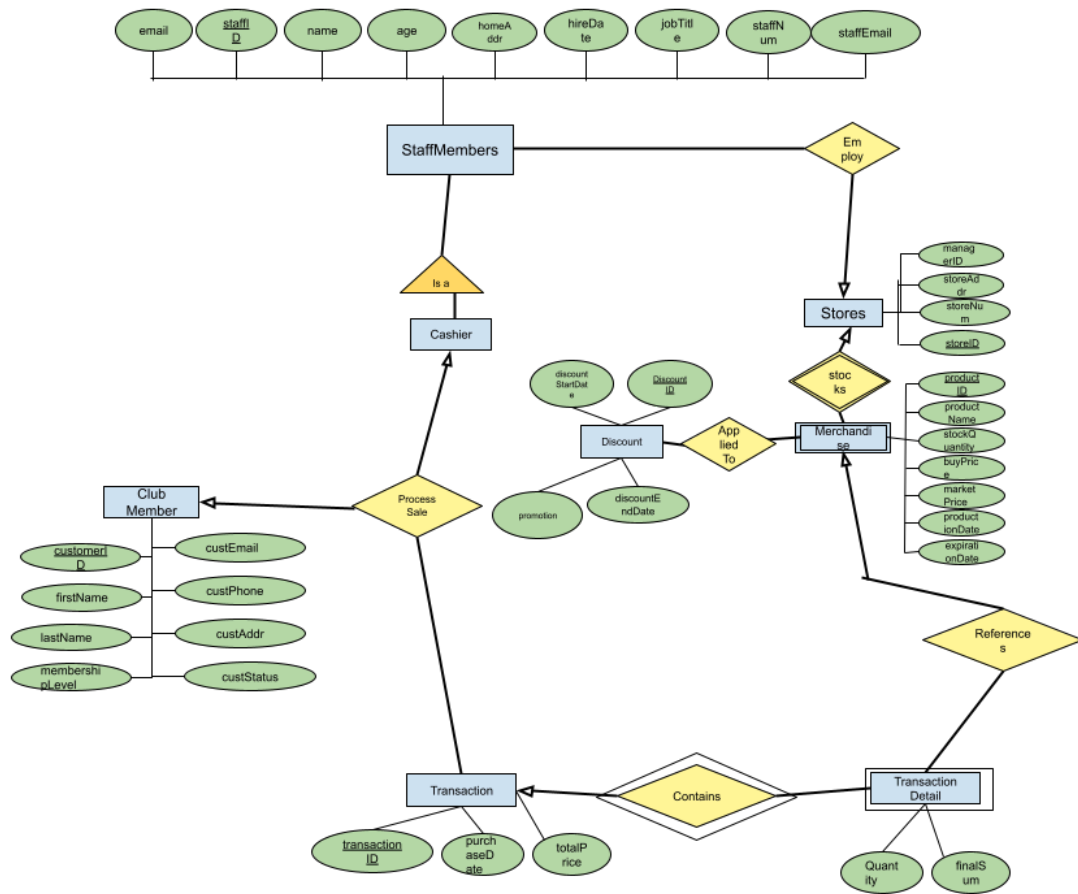 email
staffI
D
name
age
homeA
ddr
hireDa
te
jobTitl
e
staffN
um
staffEmail
StaffMembers
Em
ploy
manag
erID
storeAd
dr
storeNu
m
storeID
Stores
Is a
Cashier
stoc
ks
discount
StartDat
e
Discount
ID
Discount
App
lied
To
Merchandi
se
product
ID
product
Name
stockQ
uantity
buyPric
e
market
Price
product
ionDate
expirati
onDate
promotion
discountE
ndDate
Club
Member
Process
Sale
customerI
D
custEmail
firstName
custPhone
lastName
custAddr
membershi
pLevel
custStatus
Reference
s
Transaction
Contains
Transaction
Detail
transaction
ID
purc
haseD
ate
totalP
rice
Quant
ity
finalS
um